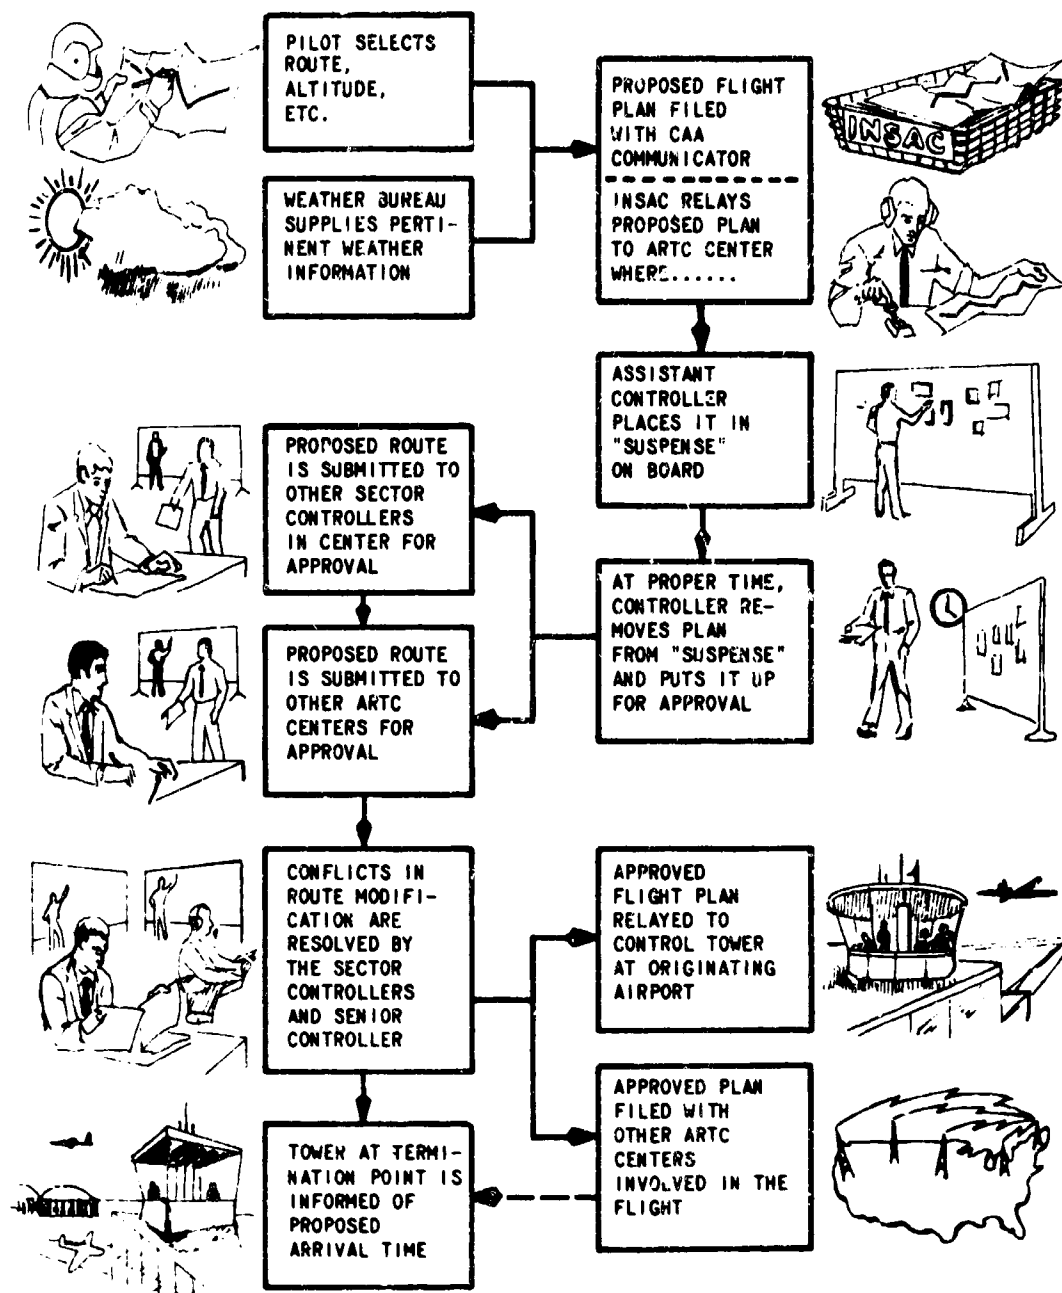 PILOT SELECTS
ROUTE,
ALTITUDE,
ETC.
WEATHER BUREAU
SUPPLIES PERTI-
NENT WEATHER
INFORMATION
PROPOSED FLIGHT
PLAN FILED
WITH CAA
COMMUNICATOR
INSAC RELAYS
PROPOSED PLAN
TO ARTC CENTER
WHERE......
INSAC
ASSISTANT
CONTROLLER
PLACES IT IN
"SUSPENSE"
ON BOARD
AT PROPER TIME,
CONTROLLER RE-
MOVES PLAN
FROM "SUSPENSE"
AND PUTS IT UP
FOR APPROVAL
PROPOSED ROUTE
IS SUBMITTED TO
OTHER SECTOR
CONTROLLERS
IN CENTER FOR
APPROVAL
PROPOSED ROUTE
IS SUBMITTED TO
OTHER ARTC
CENTERS FOR
APPROVAL
CONFLICTS IN
ROUTE MODIFI-
CATION ARE
RESOLVED BY
THE SECTOR
CONTROLLERS
AND SENIOR
CONTROLLER
APPROVED
FLIGHT PLAN
RELAYED TO
CONTROL TOWER
AT ORIGINATING
AIRPORT
APPROVED PLAN
FILED WITH
OTHER ARTC
CENTERS
INVOLVED IN THE
FLIGHT
TOWER AT TERMI-
NATION POINT IS
INFORMED OF
PROPOSED
ARRIVAL TIME